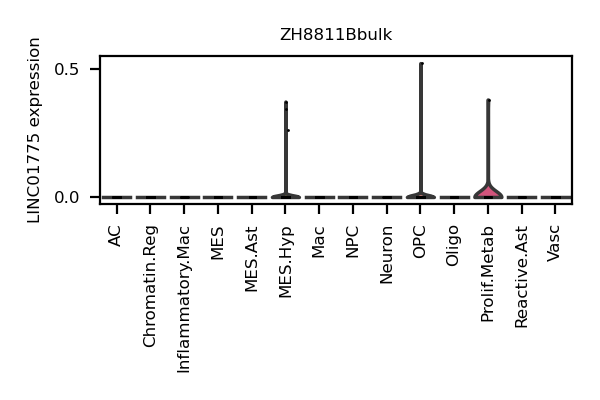 ZH8811Bbulk
LINC01775 expression
0.5
0.0
AC
Chromatin.Reg
Inflammatory.Mac
MES
MES.Ast
MES.Hyp
Mac
NPC
Neuron
OPC
Oligo
Prolif.Metab
Reactive.Ast
Vasc